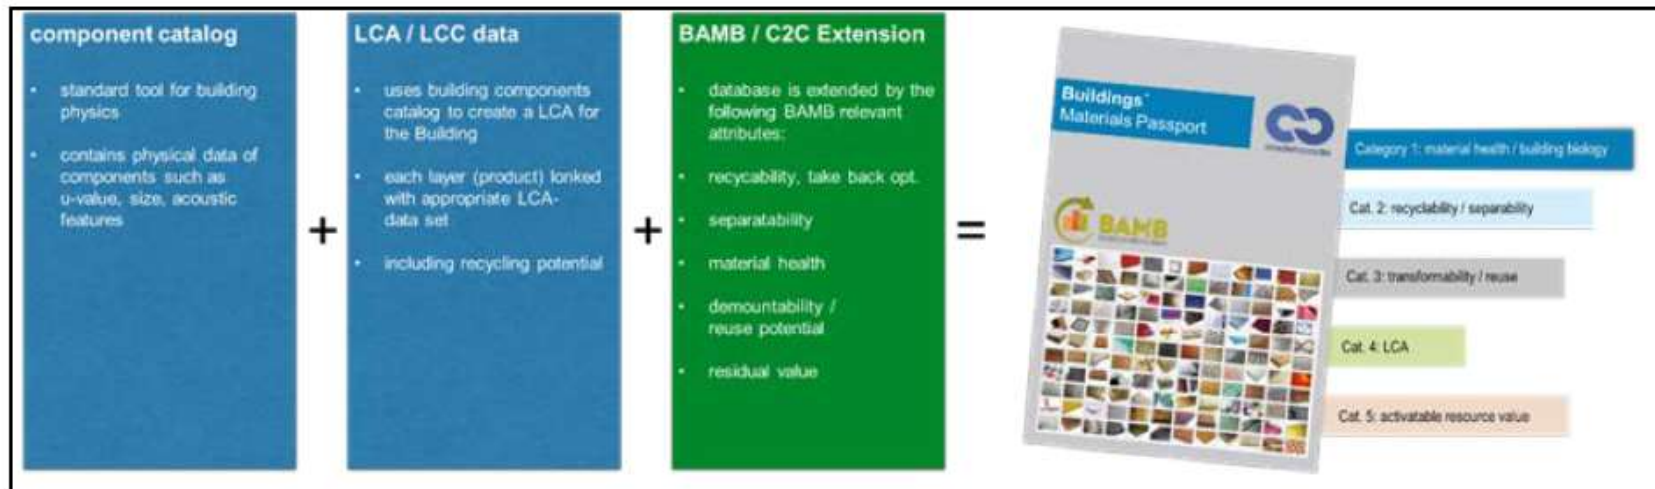 component catalog
• standard tool for building
physics
• contains physical data of
components such as
u-value, size, acoustic
features
+
LCA / LCC data
• uses building components
catalog to create a LCA for
the Building
• each layer (product) lonked
with appropriate LCA-
data set
• including recycling potential
+
BAMB / C2C Extension
• database is extended by the
following BAMB relevant
attributes:
• recycability, take back opt.
• separatability
• material health
• demountability /
reuse potential
• residual value
=
Buildings
Materials Passport
BAMB
Category 1: material health / building biology
Cat. 2: recyclability / separability
Cat. 3: transformability / reuse
Cat. 4: LCA
Cat. 5: activatable resource value